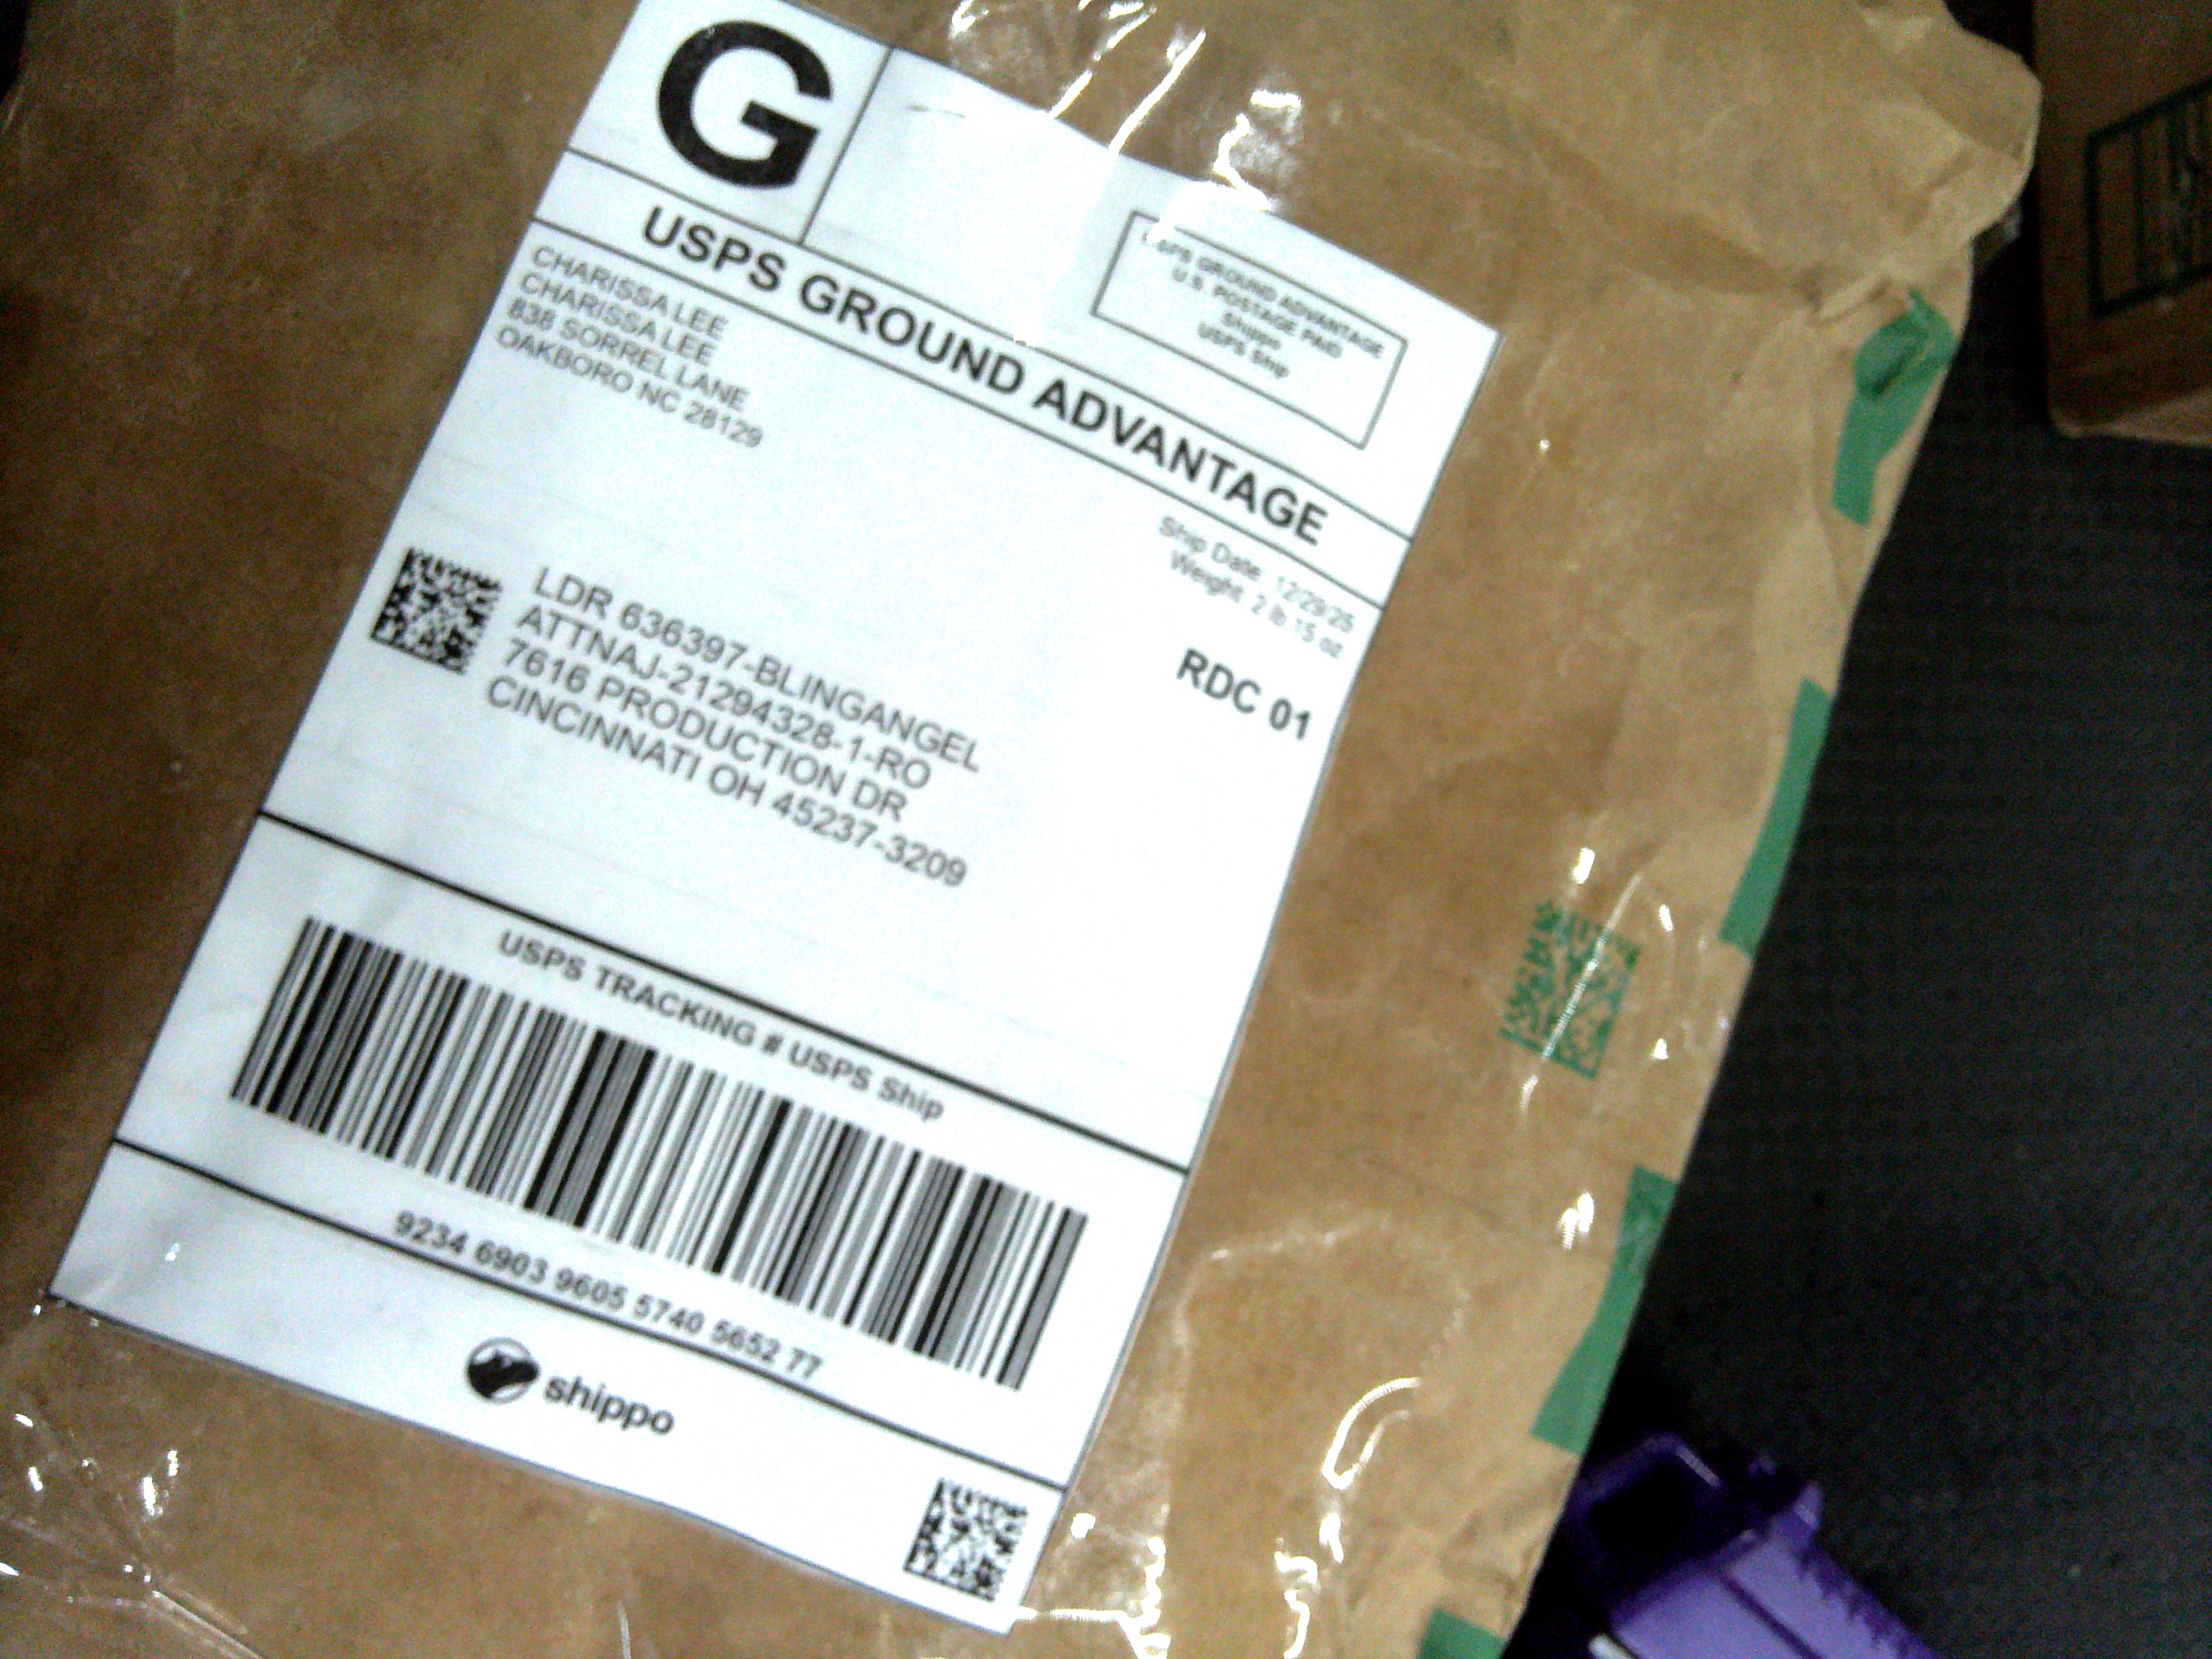 G
USPS GROUND ADVANTAGE
U.S. POSTAGE PAID
Shippo
USPS Ship
USPS GROUND ADVANTAGE
CHARISSA LEE
CHARISSA LEE
838 SORREL LANE
OAKBORO NC 28129
Ship Date: 12/29/25
Weight: 2 lb 15 oz
RDC 01
LDR 636397-BLINGANGEL
ATTNAJ-21294328-1-RO
7616 PRODUCTION DR
CINCINNATI OH 45237-3209
USPS TRACKING # USPS Ship
9234 6903 9605 5740 5652 77
shippo